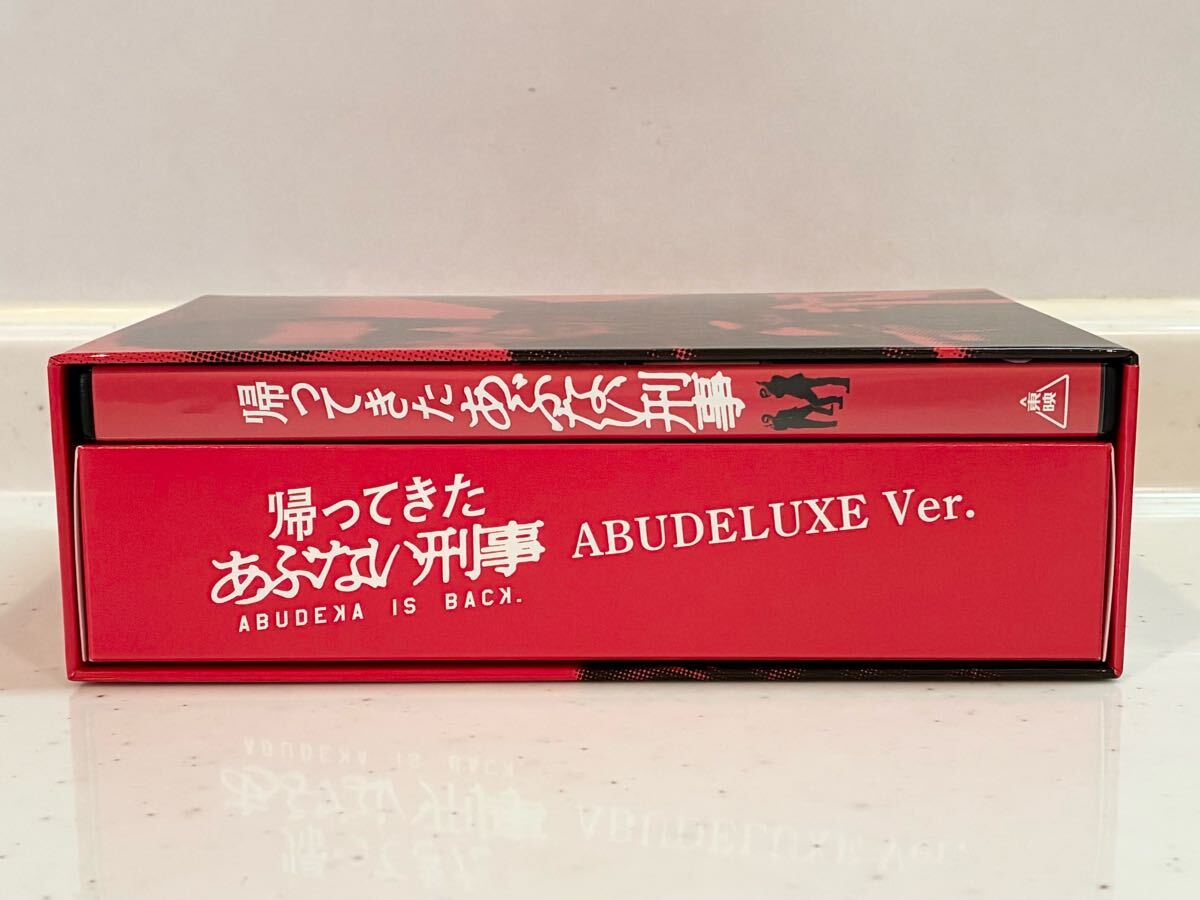 帰ってきたあぶない刑事
東映
帰ってきた
あぶない刑事
ABUDEKA IS BACK.
ABUDELUXE Ver.